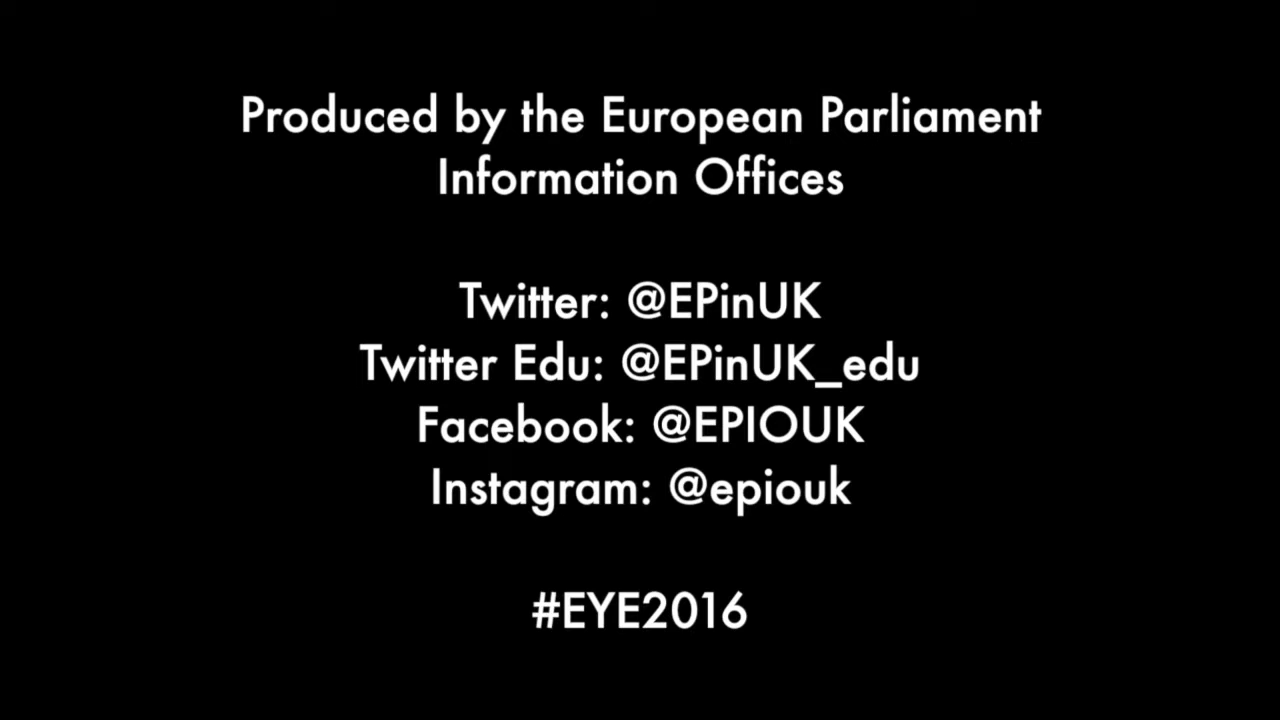 Produced by the European Parliament
Information Offices
Twitter: @EPinUK
Twitter Edu: @EPinUK_edu
Facebook: @EPIOUK
Instagram: @epiouk
#EYE2016